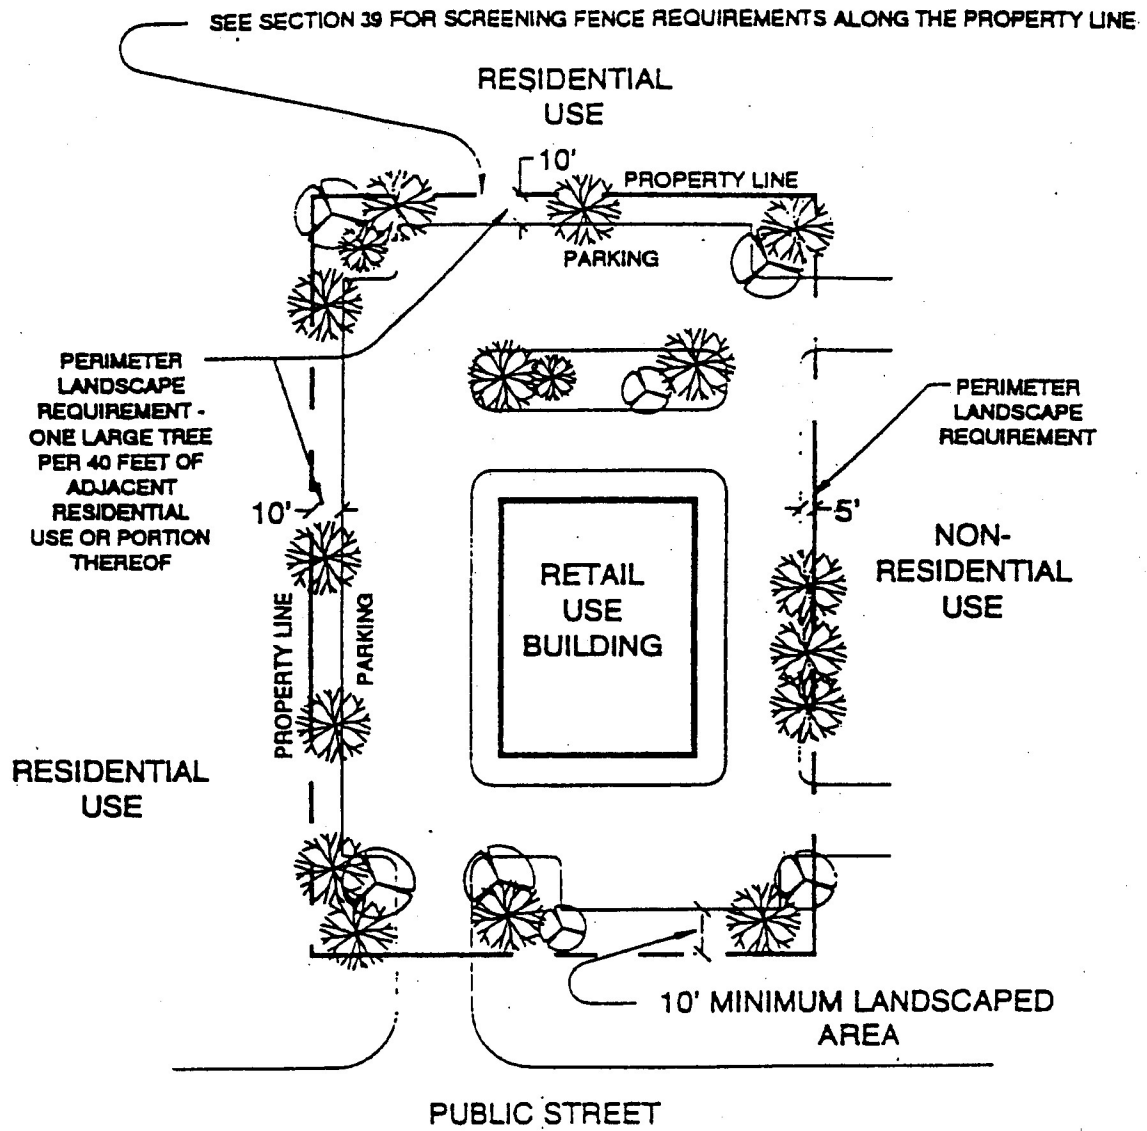 SEE SECTION 39 FOR SCREENING FENCE REQUIREMENTS ALONG THE PROPERTY LINE
RESIDENTIAL
USE
10'
PROPERTY LINE
PARKING
PERIMETER
LANDSCAPE
REQUIREMENT -
ONE LARGE TREE
PER 40 FEET OF
ADJACENT
RESIDENTIAL
USE OR PORTION
THEREOF
10'
PERIMETER
LANDSCAPE
REQUIREMENT
5'
NON-
RESIDENTIAL
USE
RETAIL
USE
BUILDING
PROPERTY LINE
PARKING
RESIDENTIAL
USE
10' MINIMUM LANDSCAPED
AREA
PUBLIC STREET